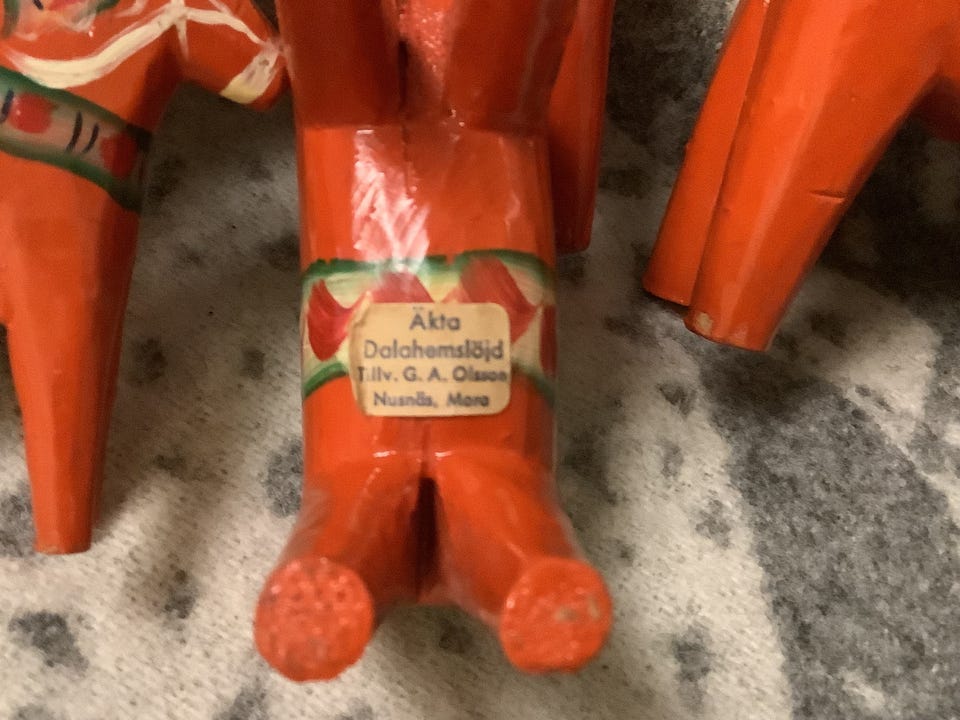 Äkta
Dalahemslöjd
Tillv. G. A. Olsson
Nusnäs, Mora